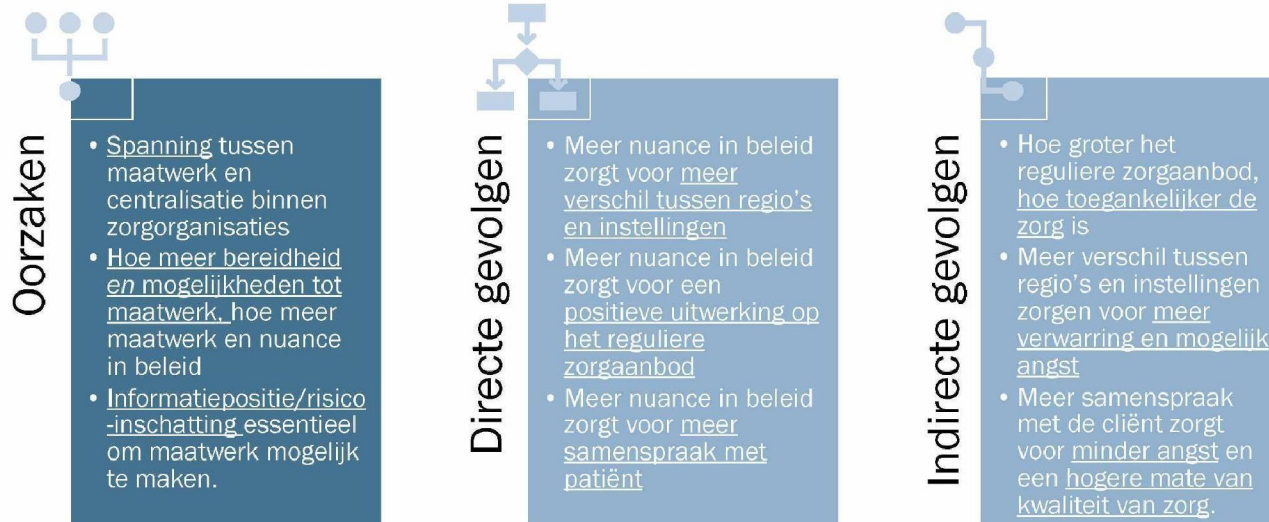 Oorzaken
• Spanning tussen
maatwerk en
centralisatie binnen
zorgorganisaties
• Hoe meer bereidheid
en mogelijkheden tot
maatwerk, hoe meer
maatwerk en nuance
in beleid
• Informatiepositie/risico
-inschatting essentieel
om maatwerk mogelijk
te maken.
Directe gevolgen
• Meer nuance in beleid
zorgt voor meer
verschil tussen regio's
en instellingen
• Meer nuance in beleid
zorgt voor een
positieve uitwerking op
het reguliere
zorgaanbod
• Meer nuance in beleid
zorgt voor meer
samenspraak met
patiënt
Indirecte gevolgen
• Hoe groter het
reguliere zorgaanbod,
hoe toegankelijker de
zorg is
• Meer verschil tussen
regio's en instellingen
zorgen voor meer
verwarring en mogelijk
angst
• Meer samenspraak
met de cliënt zorgt
voor minder angst en
een hogere mate van
kwaliteit van zorg.